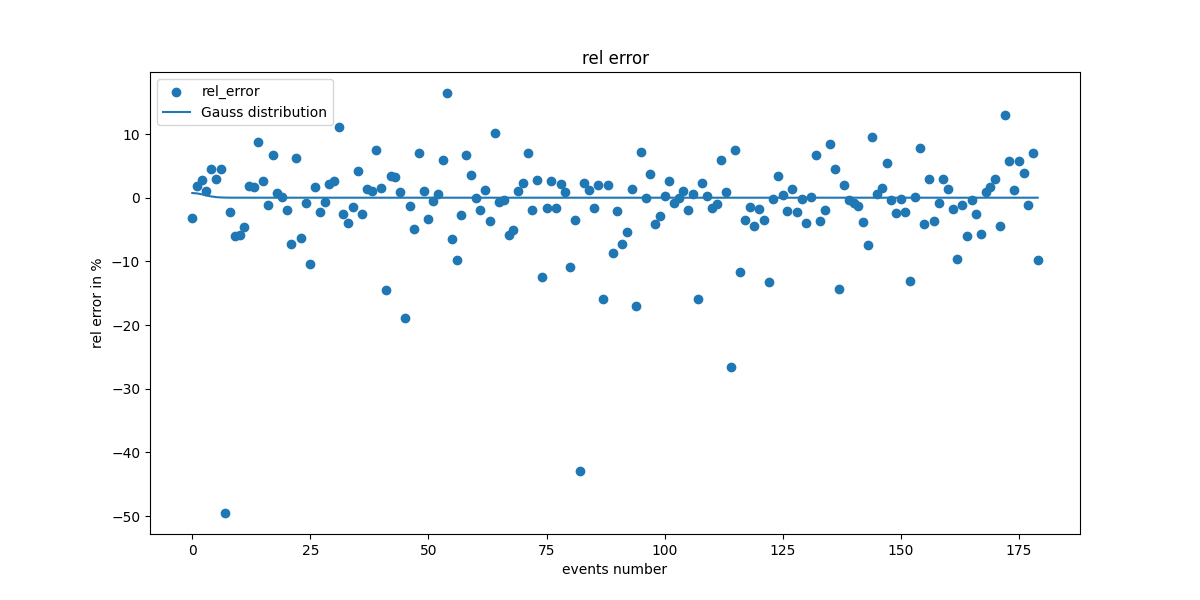 rel error
rel_error
Gauss distribution
rel error in %
10
0
−10
−20
−30
−40
−50
0 25 50 75 100 125 150 175
events number